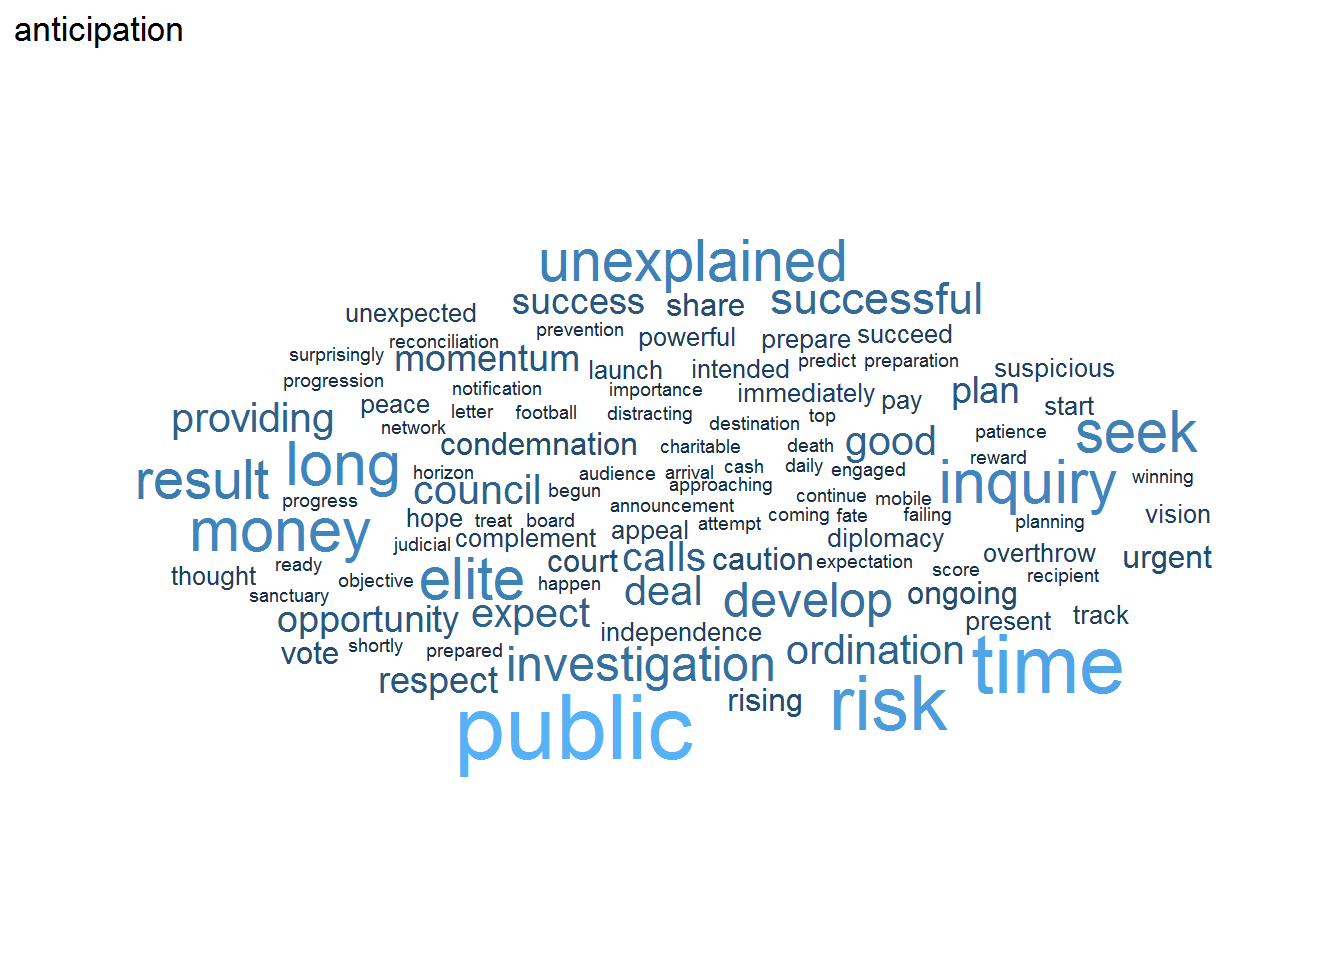 anticipation
unexplained
success share successful
unexpected
prevention powerful prepare succeed
reconciliation
surprisingly momentum launch intended predict preparation suspicious
progression notification importance immediately pay plan start
providing peace letter football distracting destination top
network condemnation charitable death good patience seek
result long horizon audience arrival cash daily engaged reward inquiry winning
progress council begun approaching continue mobile
money hope treat board announcement attempt coming fate failing planning vision
judicial complement appeal diplomacy
thought ready objective elite court calls caution expectation overthrow urgent
sanctuary happen deal develop score ongoing recipient
opportunity expect independence present track
vote shortly prepared investigation ordination time
respect rising risk
public